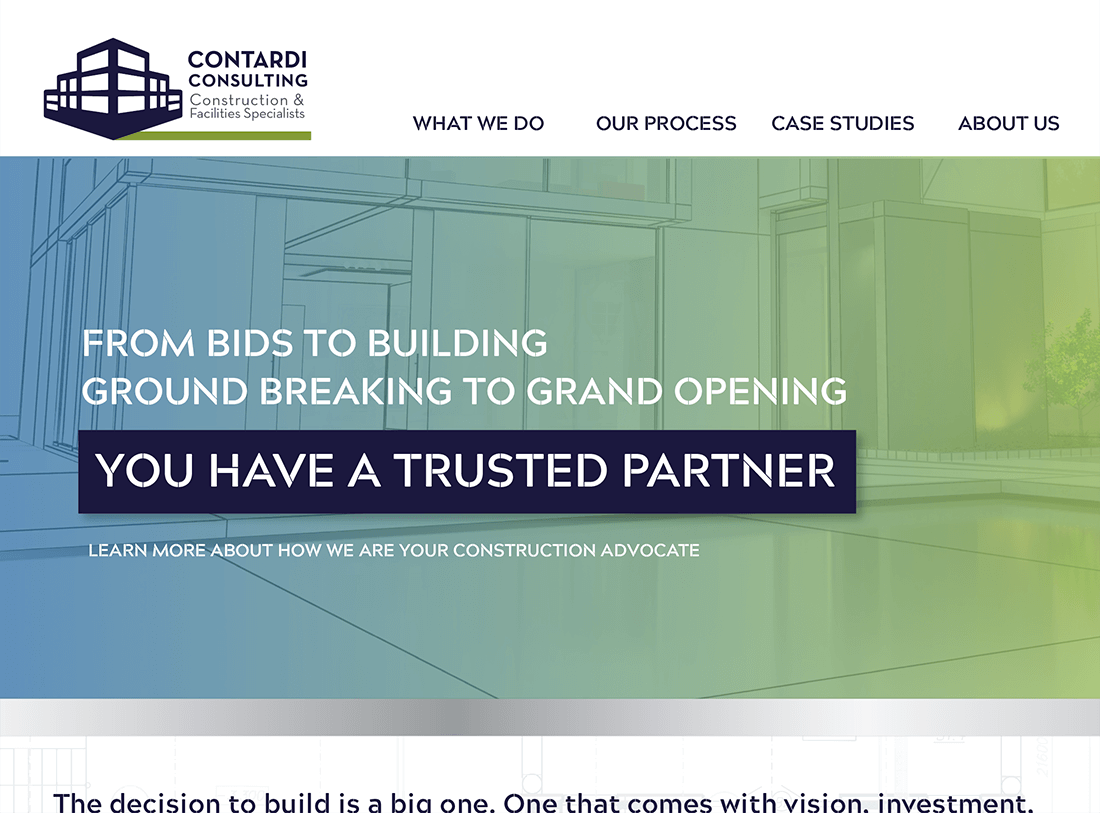 CONTARDI
CONSULTING
Construction &
Facilities Specialists
WHAT WE DO
OUR PROCESS
CASE STUDIES
ABOUT US
FROM BIDS TO BUILDING
GROUND BREAKING TO GRAND OPENING
YOU HAVE A TRUSTED PARTNER
LEARN MORE ABOUT HOW WE ARE YOUR CONSTRUCTION ADVOCATE
The decision to build is a big one. One that comes with vision, investment,